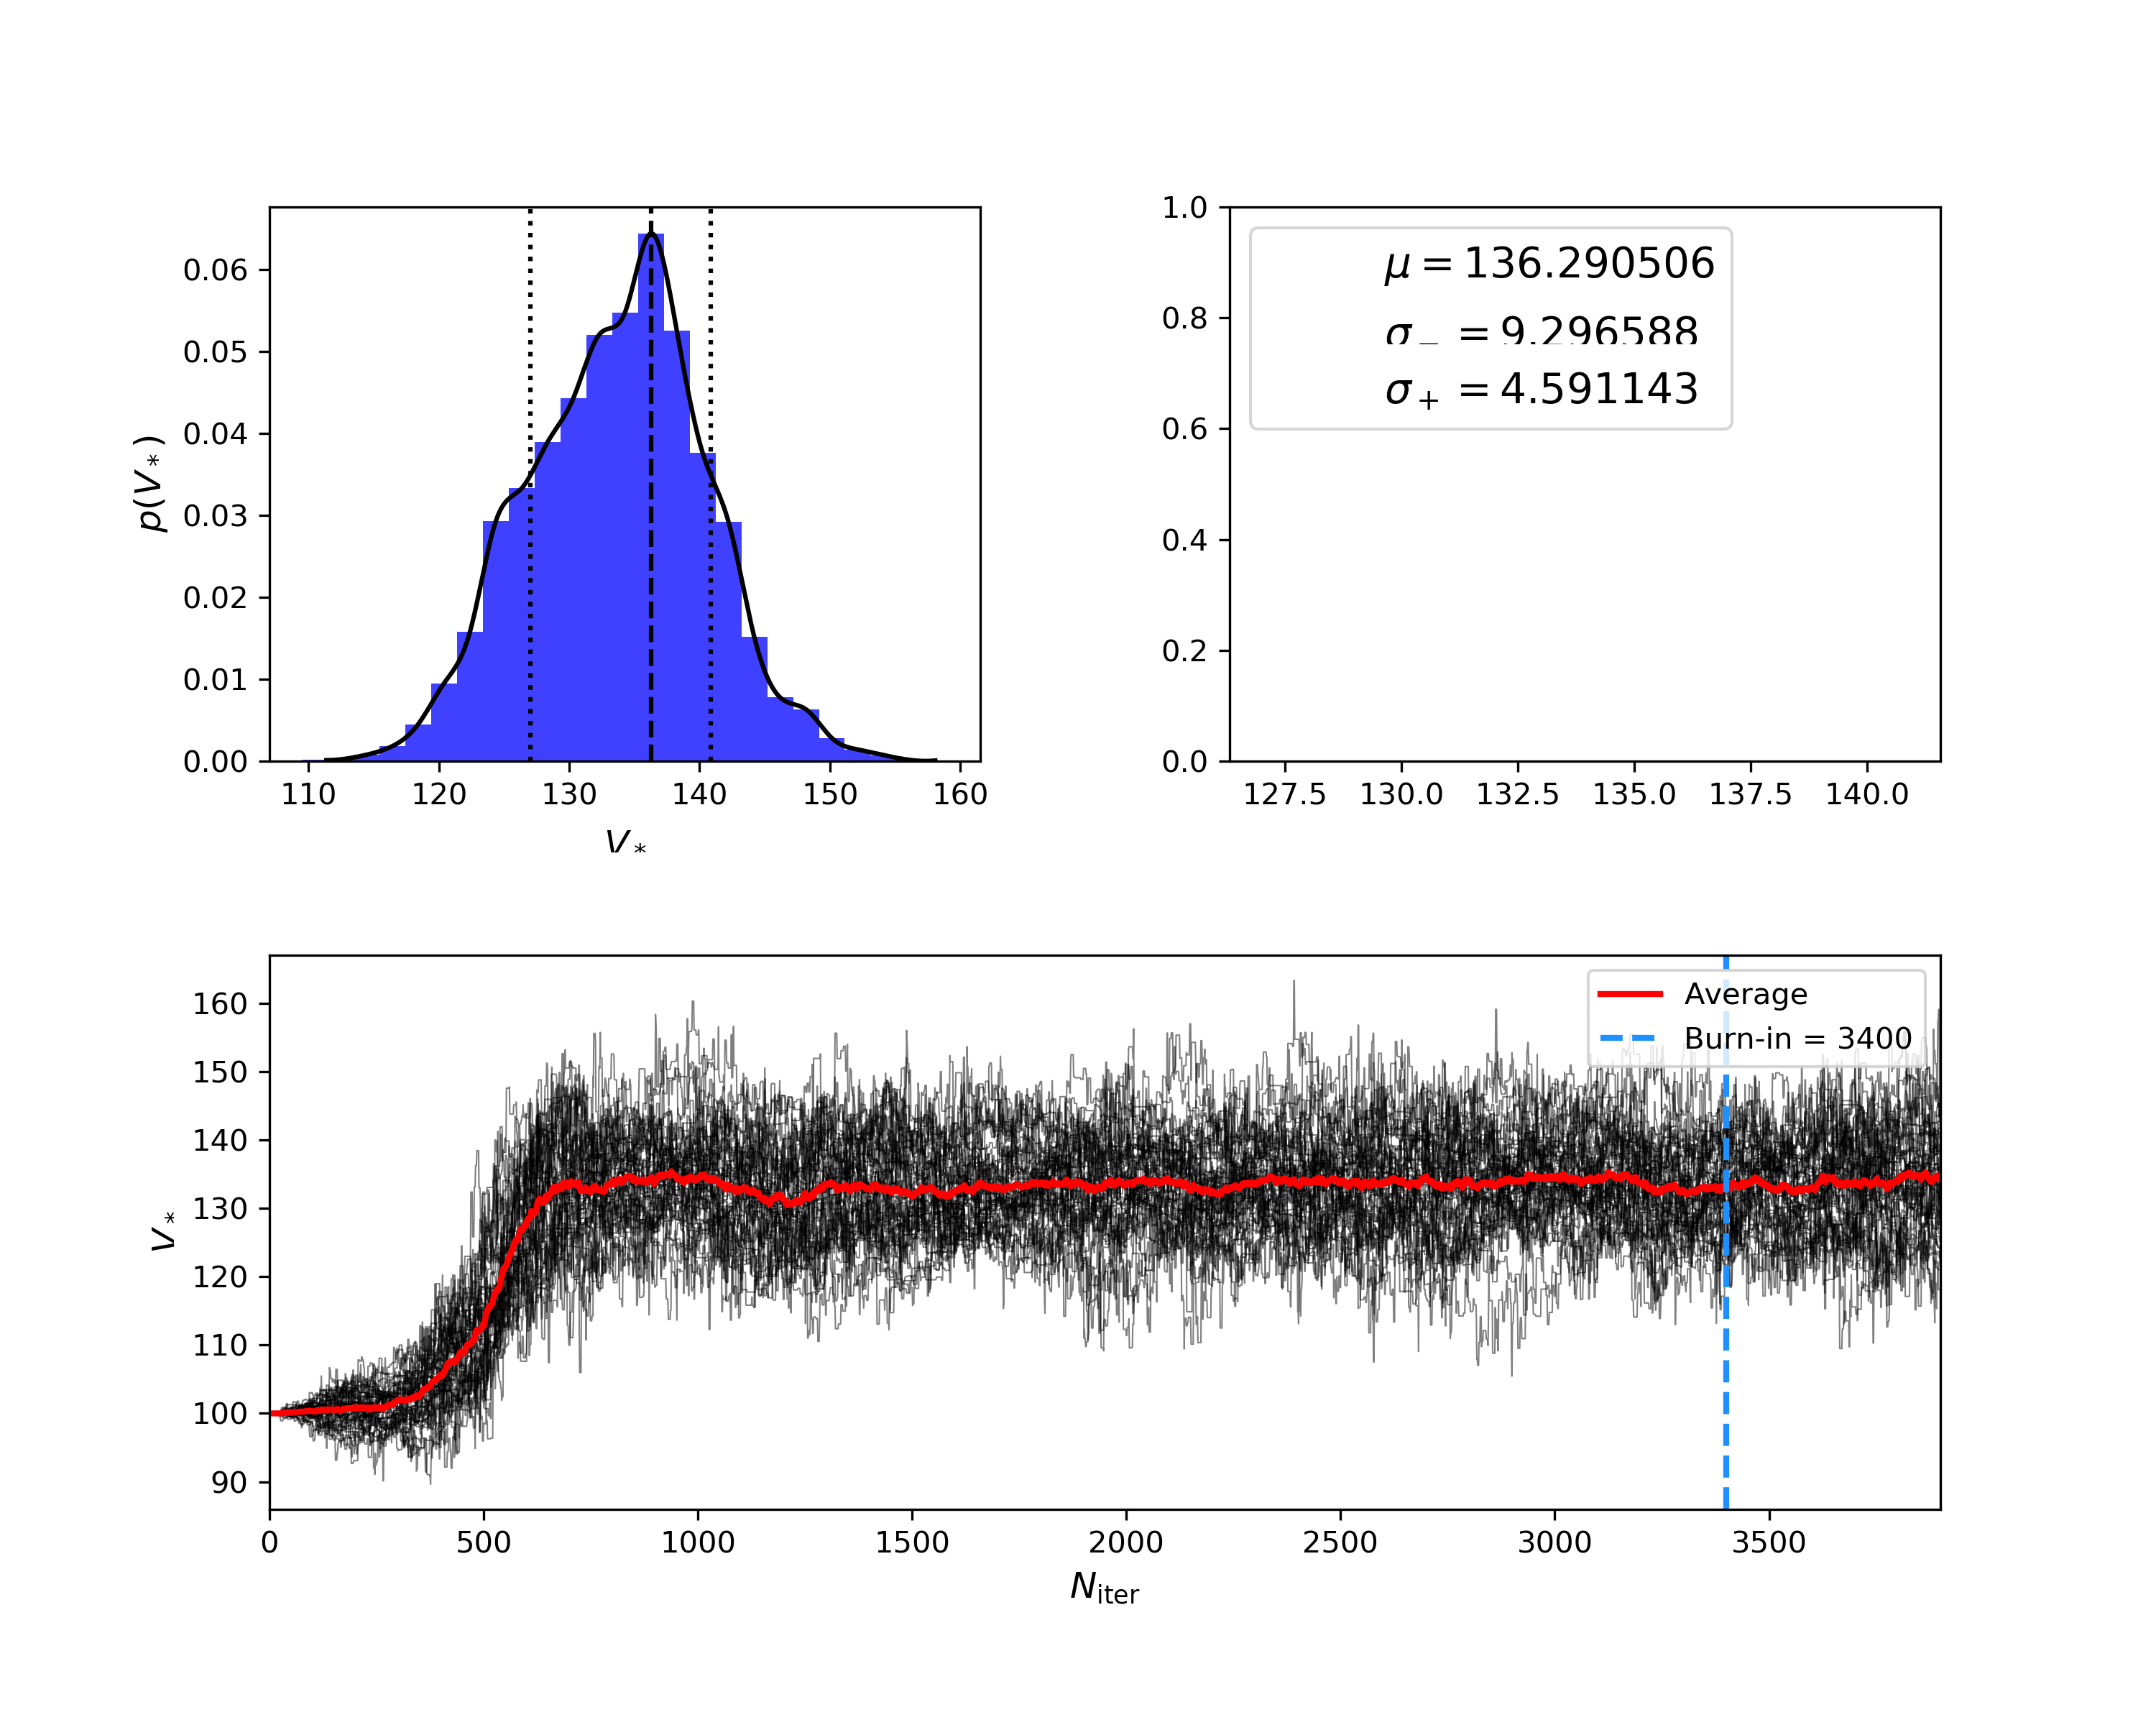 p(V*)
0.06
0.05
0.04
0.03
0.02
0.01
0.00
110 120 130 140 150 160
V*
1.0
0.8
0.6
0.4
0.2
0.0
μ = 136.290506
σ− = 9.296588
σ+ = 4.591143
127.5 130.0 132.5 135.0 137.5 140.0
V*
160
150
140
130
120
110
100
90
Average
Burn-in = 3400
0 500 1000 1500 2000 2500 3000 3500
Niter